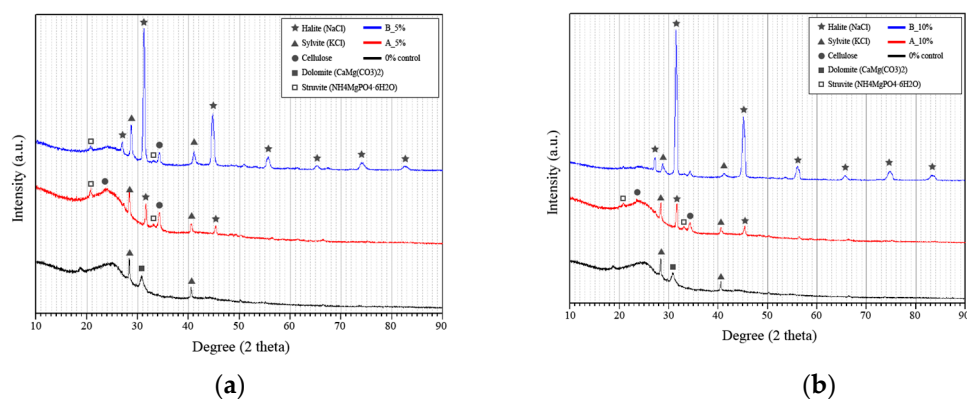 Halite (NaCl) B_5%
Sylvite (KCl) A_5%
Cellulose 0% control
Dolomite (CaMg(CO3)2)
Struvite (NH4MgPO4·6H2O)
Intensity (a.u.)
10 20 30 40 50 60 70 80 90
Degree (2 theta)
(a)
Halite (NaCl) B_10%
Sylvite (KCl) A_10%
Cellulose 0% control
Dolomite (CaMg(CO3)2)
Struvite (NH4MgPO4·6H2O)
Intensity (a.u.)
10 20 30 40 50 60 70 80 90
Degree (2 theta)
(b)